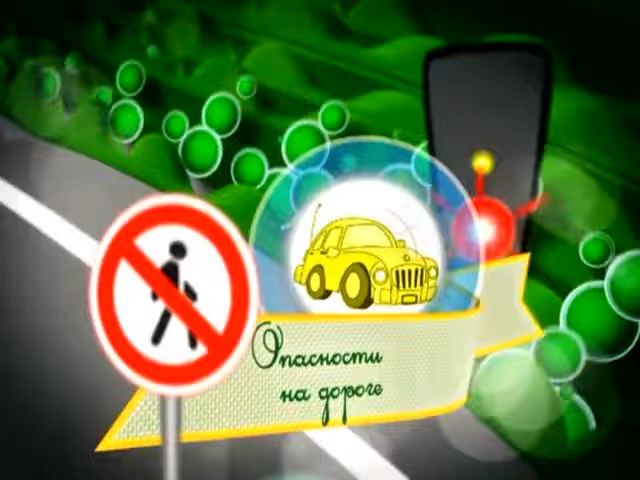 Опасности
на дороге